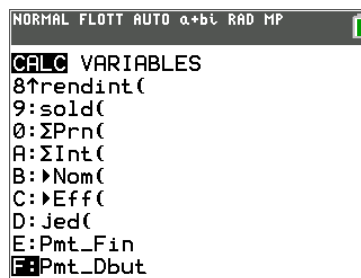 NORMAL FLOTT AUTO a+bi RAD MP
CALC VARIABLES
8↑rendint(
9:sold(
0:ΣPrn(
A:ΣInt(
B:►Nom(
C:►Eff(
D:jed(
E:Pmt_Fin
F:Pmt_Dbut